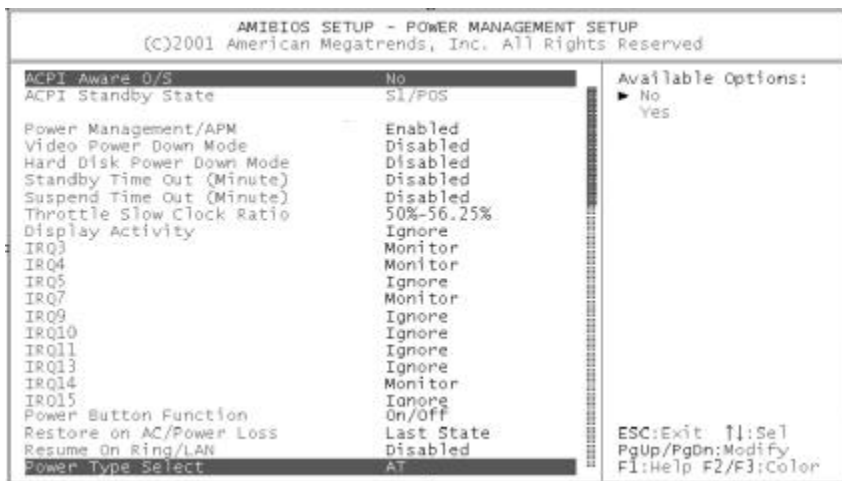 AMIBIOS SETUP - POWER MANAGEMENT SETUP
(C)2001 American Megatrends, Inc. All Rights Reserved
ACPI Aware O/S No
ACPI Standby State S1/POS
Power Management/APM Enabled
Video Power Down Mode Disabled
Hard Disk Power Down Mode Disabled
Standby Time Out (Minute) Disabled
Suspend Time Out (Minute) Disabled
Throttle Slow Clock Ratio 50%-56.25%
Display Activity Ignore
IRQ3 Monitor
IRQ4 Monitor
IRQ5 Ignore
IRQ7 Monitor
IRQ9 Ignore
IRQ10 Ignore
IRQ11 Ignore
IRQ13 Ignore
IRQ14 Monitor
IRQ15 Ignore
Power Button Function On/Off
Restore on AC/Power Loss Last State
Resume On Ring/LAN Disabled
Power Type Select AT
Available Options:
► No
Yes
ESC:Exit ↑↓:Sel
PgUp/PgDn:Modify
F1:Help F2/F3:Color